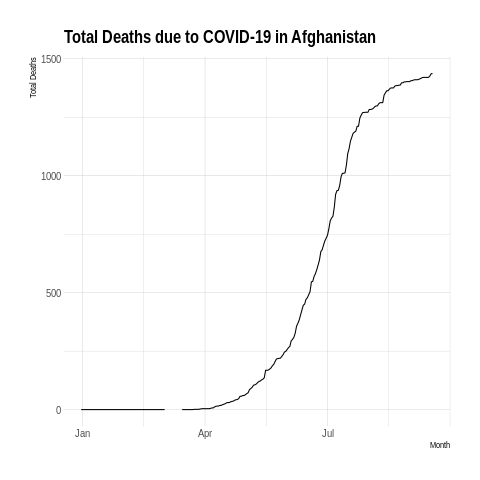 Total Deaths due to COVID-19 in Afghanistan
Total Deaths
1500
1000
500
0
Jan Apr Jul
Month